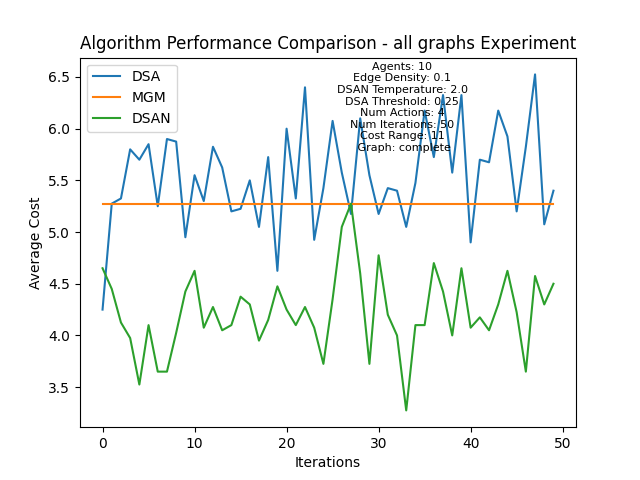 Algorithm Performance Comparison - all graphs Experiment
DSA
MGM
DSAN
Agents: 10
Edge Density: 0.1
DSAN Temperature: 2.0
DSA Threshold: 0.25
Num Actions: 4
Num Iterations: 50
Cost Range: 11
Graph: complete
Average Cost
6.5
6.0
5.5
5.0
4.5
4.0
3.5
0
10
20
30
40
50
Iterations